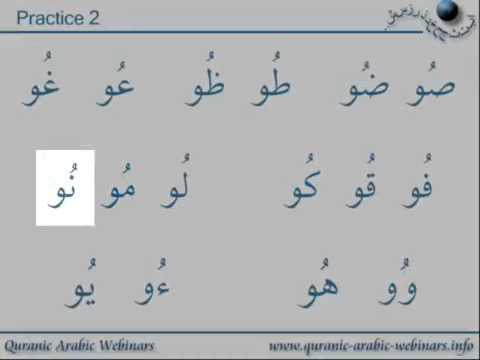 Practice 2
صُو ضُو طُو ظُو عُو غُو
فُو قُو كُو لُو مُو نُو
وُو هُو ءُو يُو
Quranic Arabic Webinars
www.quranic-arabic-webinars.info